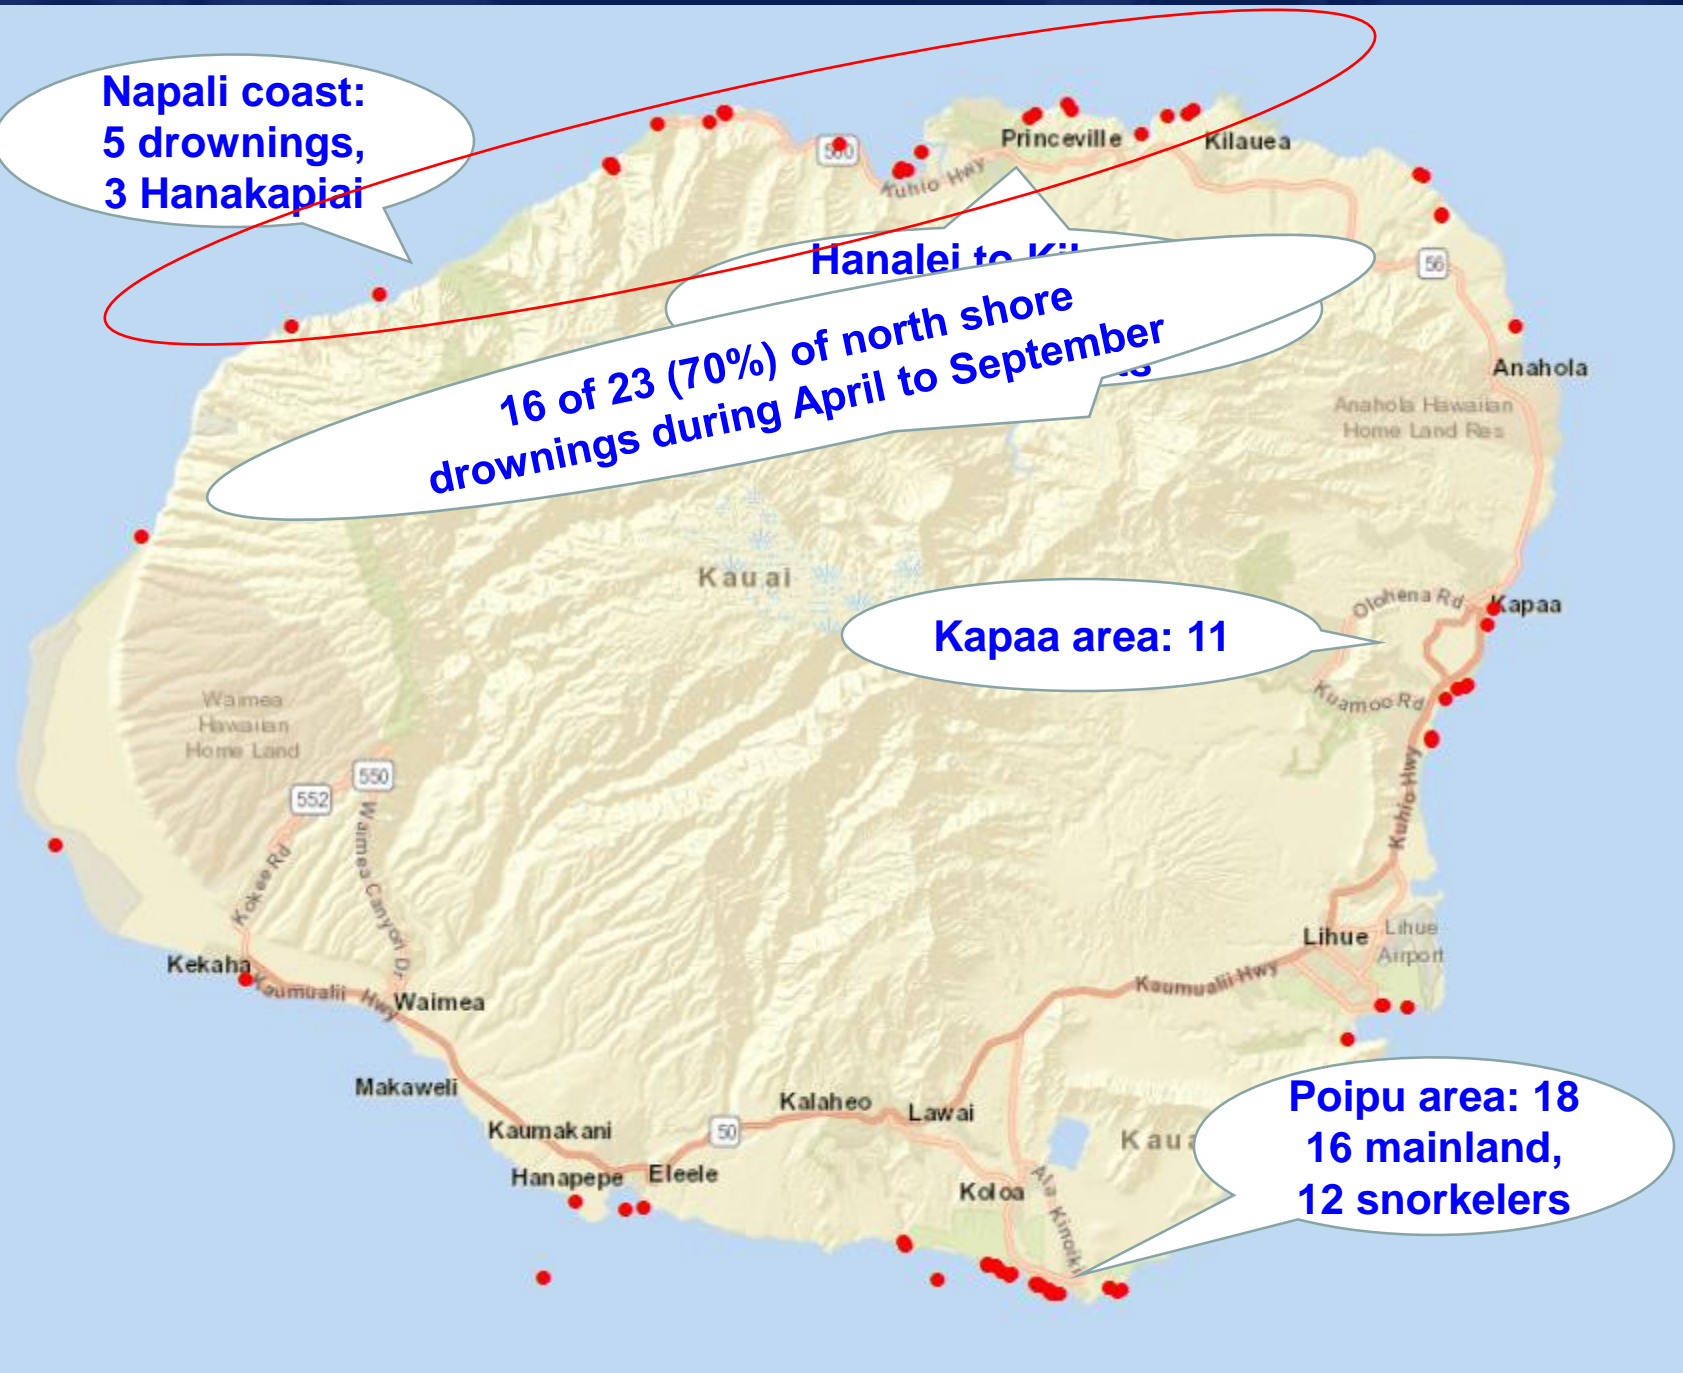 Napali coast:
5 drownings,
3 Hanakapiai
Princeville
Kilauea
Kuhio Hwy
Hanalei to
56
16 of 23 (70%) of north shore
drownings during April to September
Anahola
Anahola Hawaiian
Home Land Res
Kauai
Olohena Rd
Kapaa
Kapaa area: 11
Kuamoo Rd
Waimea
Hawaiian
Home Land
550
552
Kokee Rd
Waimea Canyon Dr
Kuhio Hwy
Lihue
Lihue
Airport
Kekaha
Kaumualii Hwy
Waimea
Kaumualii Hwy
Makaweli
Kalaheo
Lawai
Kaumakani
50
Hanapepe
Eleele
Koloa
Ala Kinoiki
Poipu area: 18
16 mainland,
12 snorkelers